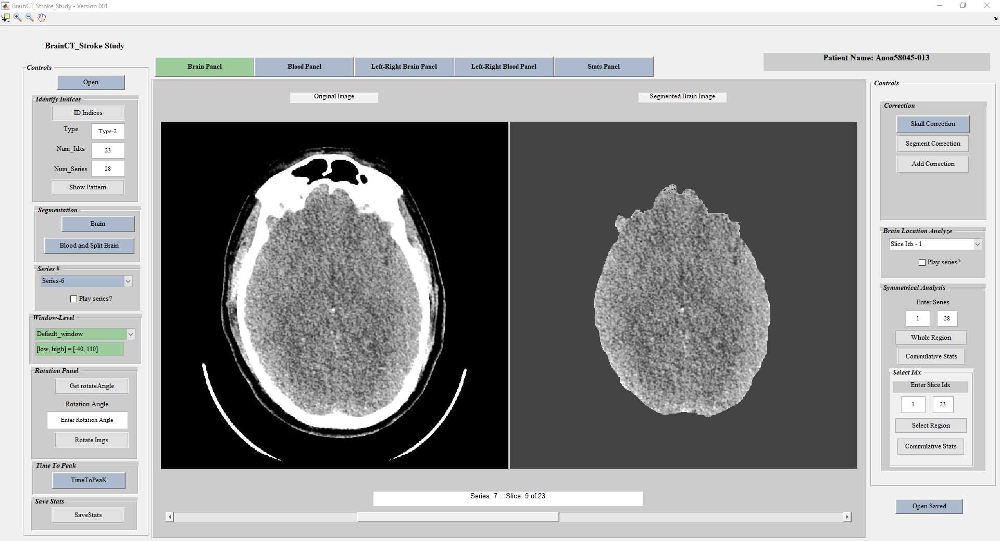 BrainCT_Stroke_Study - Version 001
BrainCT_Stroke Study
Controls
Open
Identify Indices
ID Indices
Type
Type-2
Num_Idxs
23
Num_Series
28
Show Pattern
Segmentation
Brain
Blood and Split Brain
Series #
Series-6
Play series?
Window-Level
Default_window
[low, high] = [-40, 110]
Rotation Panel
Get rotateAngle
Rotation Angle
Enter Rotation Angle
Rotate Imgs
Time To Peak
TimeToPeaK
Save Stats
SaveStats
Brain Panel
Blood Panel
Left-Right Brain Panel
Left-Right Blood Panel
Stats Panel
Original Image
Segmented Brain Image
Series: 7 :: Slice: 9 of 23
Patient Name: Anon58045-013
Controls
Correction
Skull Correction
Segment Correction
Add Correction
Brain Location Analyze
Slice Idx - 1
Play series?
Symmetrical Analysis
Enter Series
1 28
Whole Region
Commulative Stats
Select Idx
Enter Slice Idx
1 23
Select Region
Commulative Stats
Open Saved